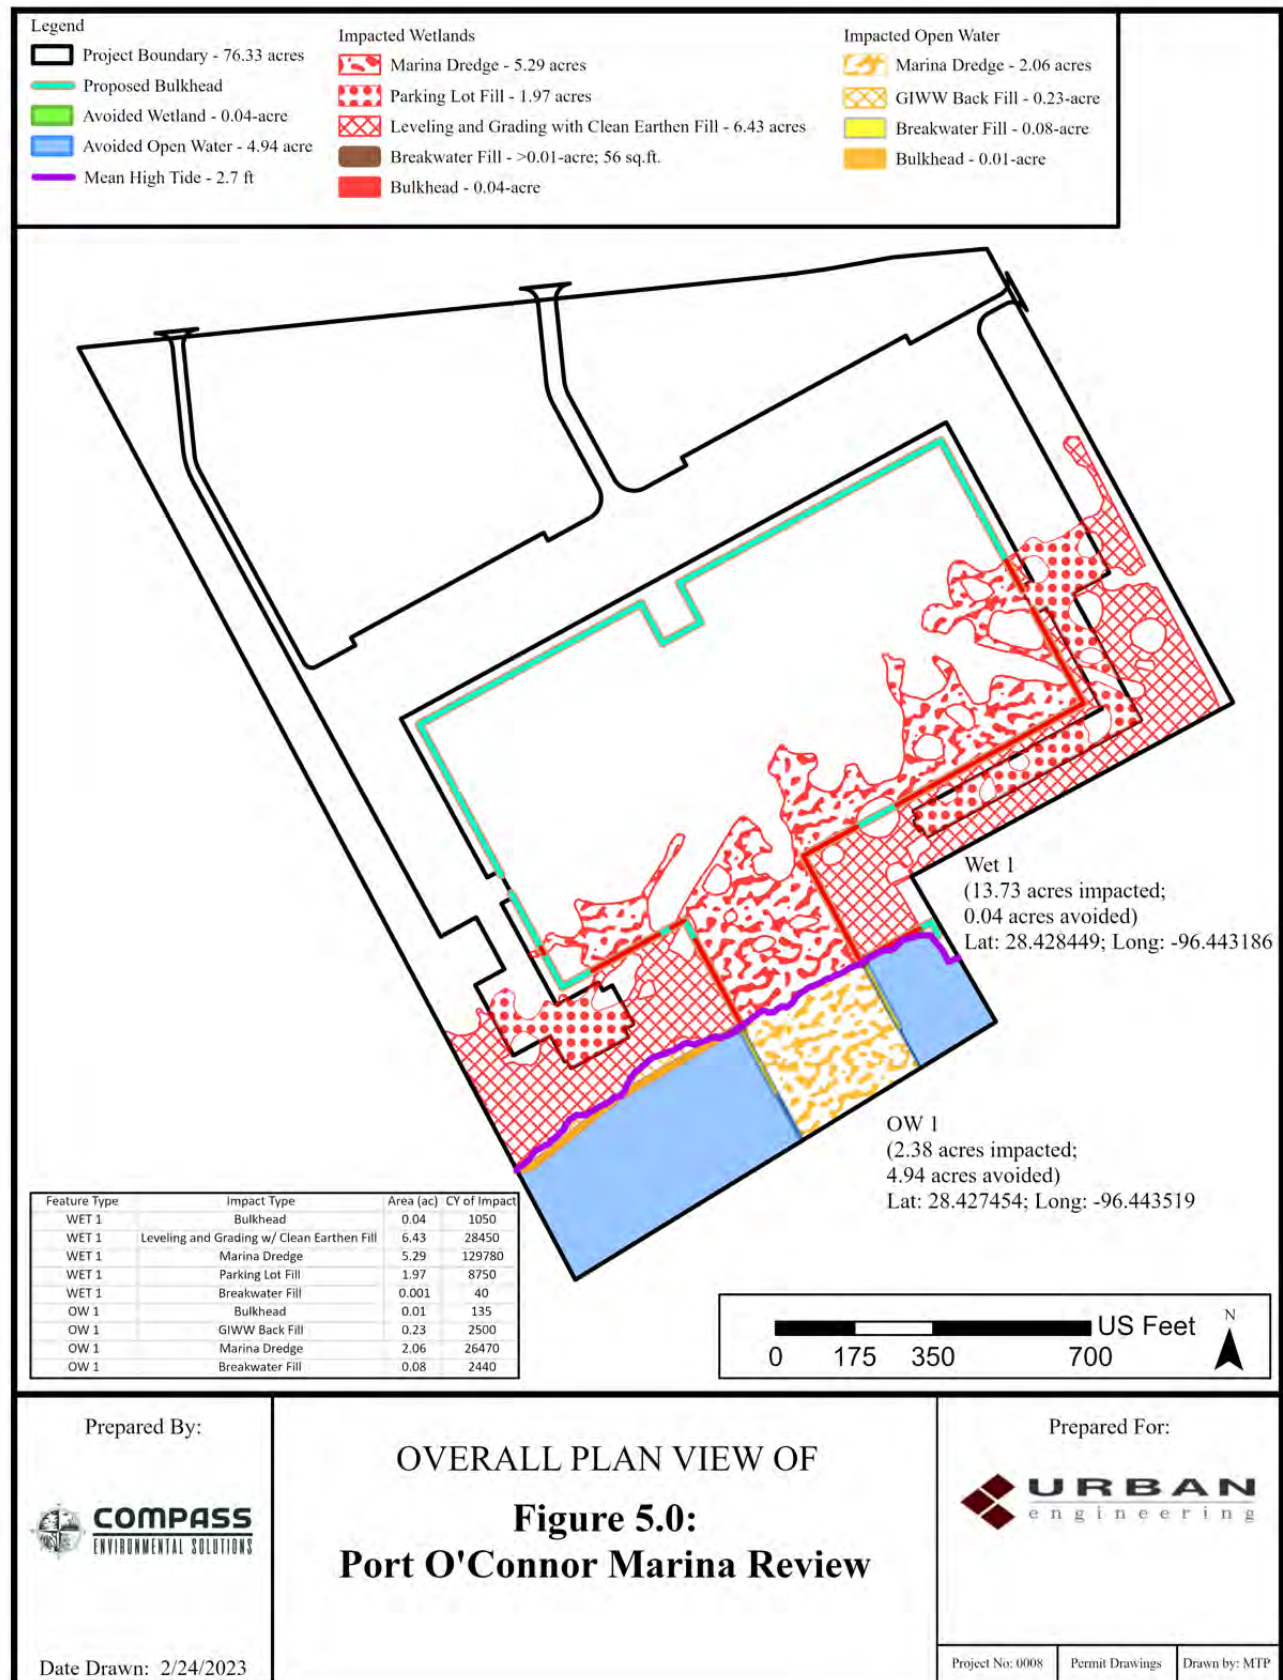 Legend
Project Boundary - 76.33 acres
Proposed Bulkhead
Avoided Wetland - 0.04-acre
Avoided Open Water - 4.94 acre
Mean High Tide - 2.7 ft
Impacted Wetlands
Marina Dredge - 5.29 acres
Parking Lot Fill - 1.97 acres
Leveling and Grading with Clean Earthen Fill - 6.43 acres
Breakwater Fill - >0.01-acre; 56 sq.ft.
Bulkhead - 0.04-acre
Impacted Open Water
Marina Dredge - 2.06 acres
GIWW Back Fill - 0.23-acre
Breakwater Fill - 0.08-acre
Bulkhead - 0.01-acre
Wet 1
(13.73 acres impacted;
0.04 acres avoided)
Lat: 28.428449; Long: -96.443186
OW 1
(2.38 acres impacted;
4.94 acres avoided)
Lat: 28.427454; Long: -96.443519
Feature Type Impact Type Area (ac) CY of Impact
WET 1 Bulkhead 0.04 1050
WET 1 Leveling and Grading w/ Clean Earthen Fill 6.43 28450
WET 1 Marina Dredge 5.29 129780
WET 1 Parking Lot Fill 1.97 8750
WET 1 Breakwater Fill 0.001 40
OW 1 Bulkhead 0.01 135
OW 1 GIWW Back Fill 0.23 2500
OW 1 Marina Dredge 2.06 26470
OW 1 Breakwater Fill 0.08 2440
US Feet
0 175 350 700
N
Prepared By:
COMPASS
ENVIRONMENTAL SOLUTIONS
Date Drawn: 2/24/2023
OVERALL PLAN VIEW OF
Figure 5.0:
Port O'Connor Marina Review
Prepared For:
URBAN
engineering
Project No: 0008 Permit Drawings Drawn by: MTP